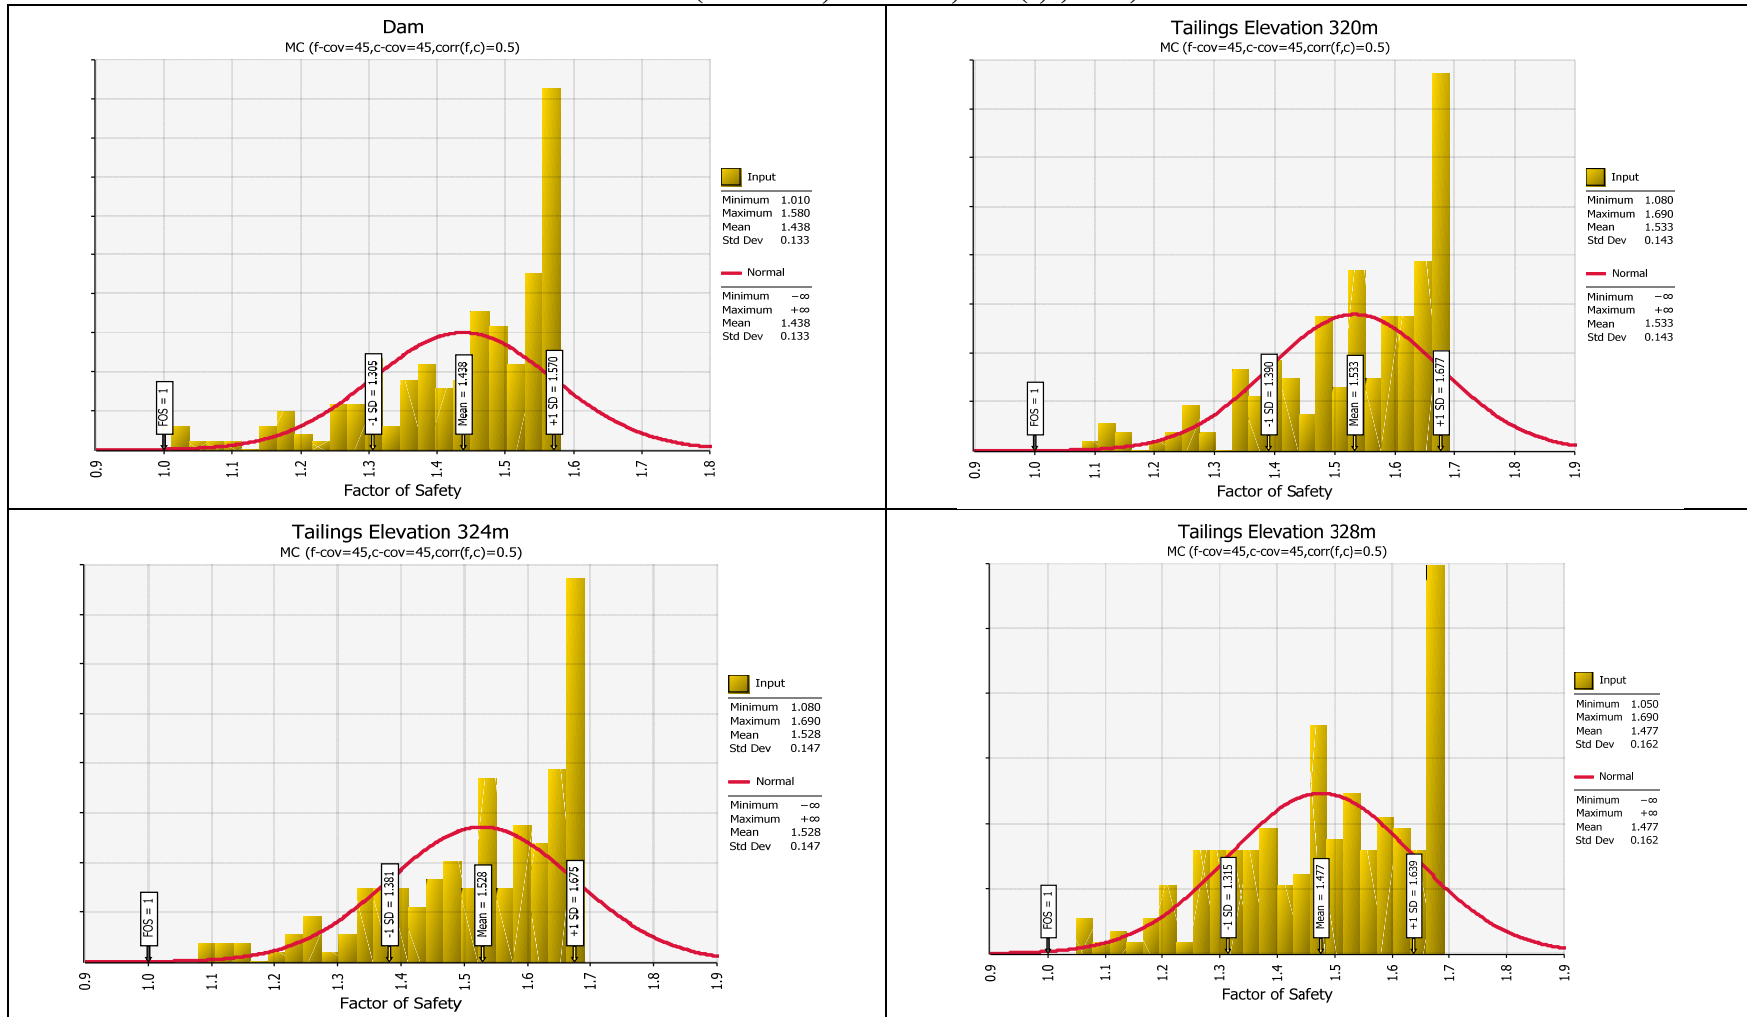 Dam
MC (f-cov=45,c-cov=45,corr(f,c)=0.5)
FOS = 1
-1 SD = 1.305
Mean = 1.438
+1 SD = 1.570
0.9 1.0 1.1 1.2 1.3 1.4 1.5 1.6 1.7 1.8
Factor of Safety
Input
Minimum 1.010
Maximum 1.580
Mean 1.438
Std Dev 0.133
Normal
Minimum −∞
Maximum +∞
Mean 1.438
Std Dev 0.133
Tailings Elevation 320m
MC (f-cov=45,c-cov=45,corr(f,c)=0.5)
FOS = 1
-1 SD = 1.390
Mean = 1.533
+1 SD = 1.677
0.9 1.0 1.1 1.2 1.3 1.4 1.5 1.6 1.7 1.8 1.9
Factor of Safety
Input
Minimum 1.080
Maximum 1.690
Mean 1.533
Std Dev 0.143
Normal
Minimum −∞
Maximum +∞
Mean 1.533
Std Dev 0.143
Tailings Elevation 324m
MC (f-cov=45,c-cov=45,corr(f,c)=0.5)
FOS = 1
-1 SD = 1.381
Mean = 1.528
+1 SD = 1.675
0.9 1.0 1.1 1.2 1.3 1.4 1.5 1.6 1.7 1.8 1.9
Factor of Safety
Input
Minimum 1.080
Maximum 1.690
Mean 1.528
Std Dev 0.147
Normal
Minimum −∞
Maximum +∞
Mean 1.528
Std Dev 0.147
Tailings Elevation 328m
MC (f-cov=45,c-cov=45,corr(f,c)=0.5)
FOS = 1
-1 SD = 1.315
Mean = 1.477
+1 SD = 1.639
0.9 1.0 1.1 1.2 1.3 1.4 1.5 1.6 1.7 1.8 1.9
Factor of Safety
Input
Minimum 1.050
Maximum 1.690
Mean 1.477
Std Dev 0.162
Normal
Minimum −∞
Maximum +∞
Mean 1.477
Std Dev 0.162